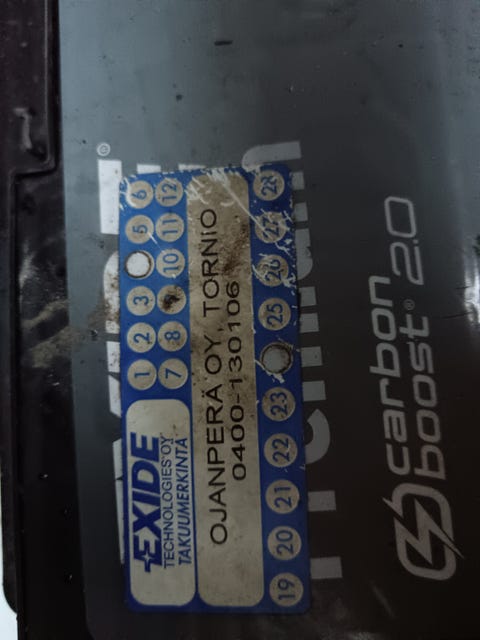 EXIDE
TECHNOLOGIES OY
TAKUUMERKINTÄ
1 2 3 5 6
7 8 10 11 12
OJANPERÄ OY, TORNIO
0400-130106
19 20 21 22 23 25 26 27 28
carbon
boost® 2.0